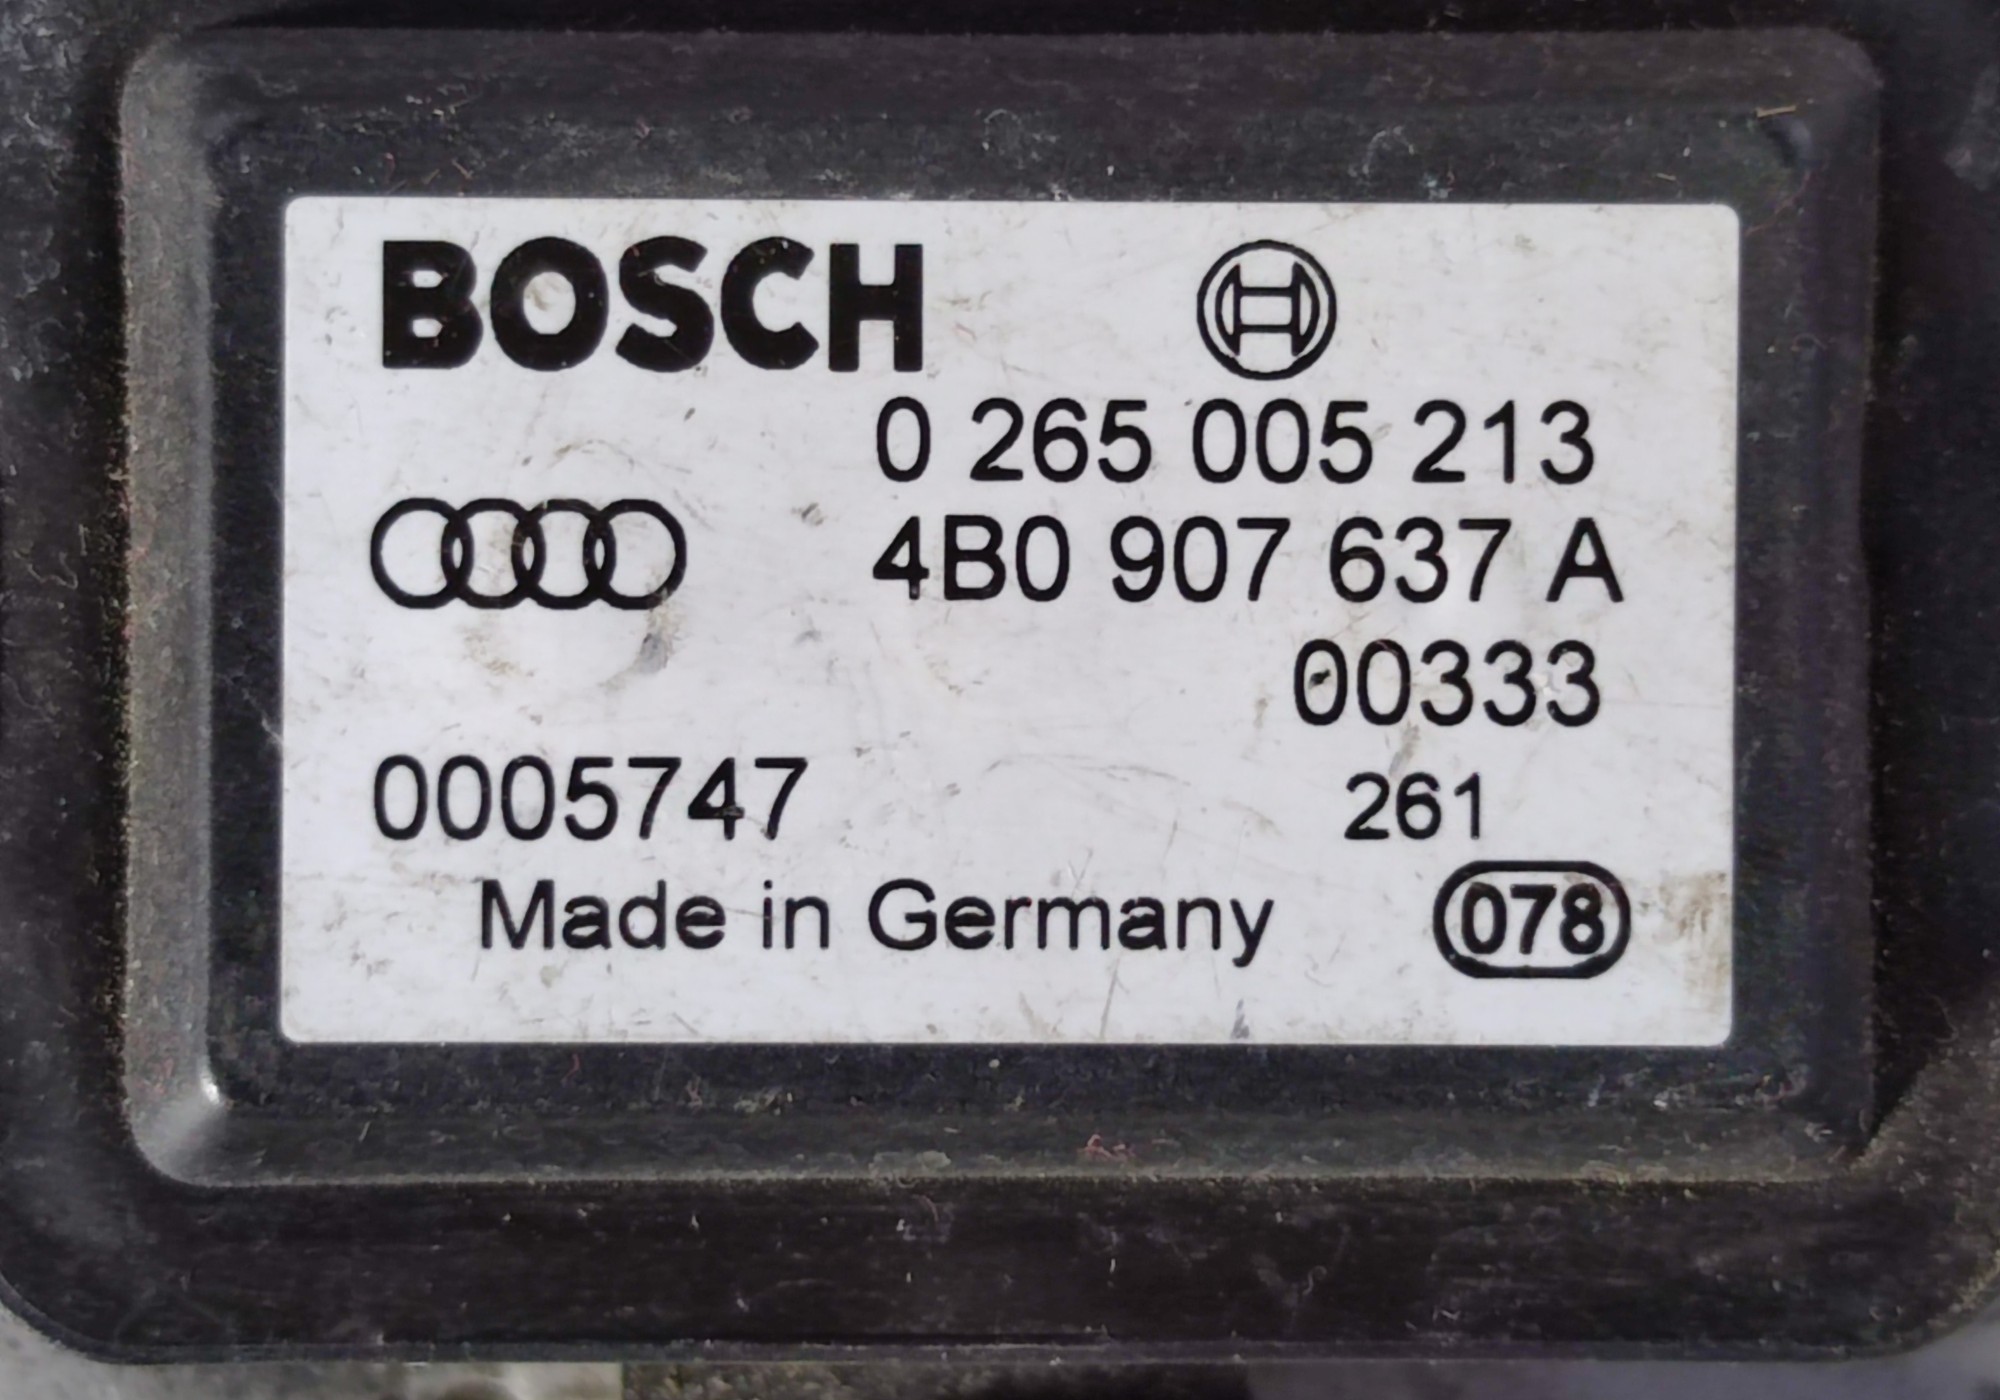 BOSCH
0 265 005 213
4B0 907 637 A
00333
0005747 261
Made in Germany 078